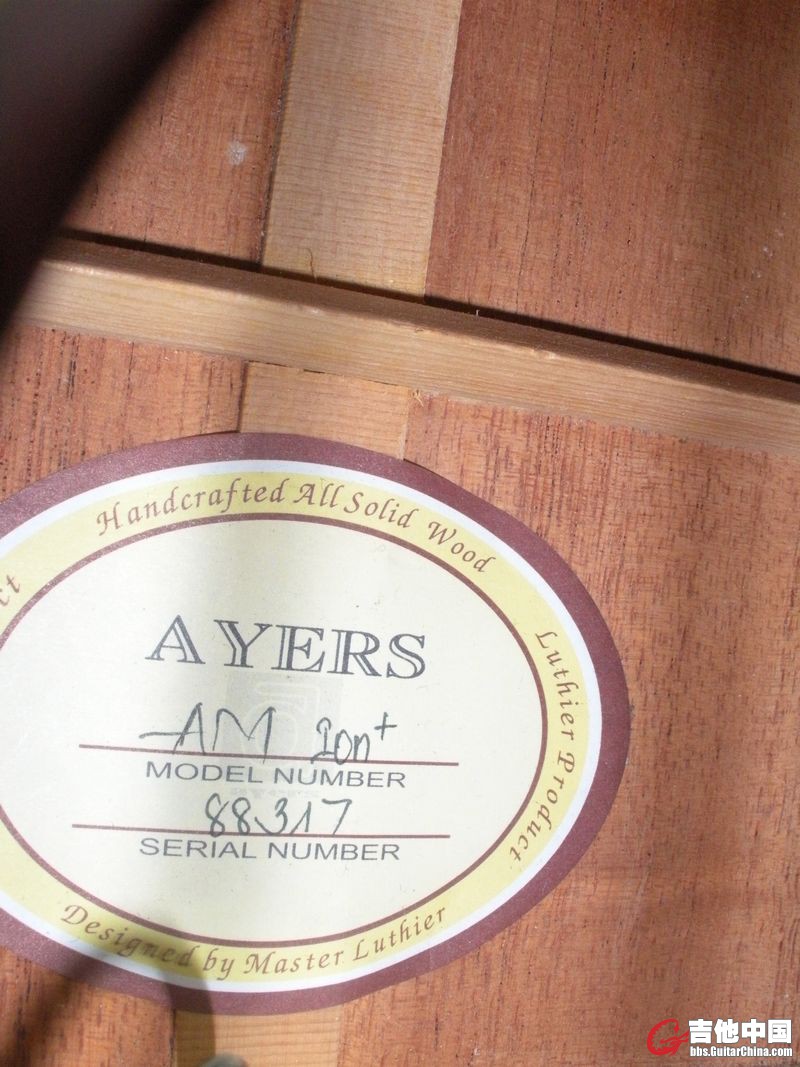 Handcrafted All Solid Wood
Luthier Product
ct
AYERS
AM
MODEL NUMBER
88317
SERIAL NUMBER
Designed by Master Luthier
吉他中国
bbs.GuitarChina.com